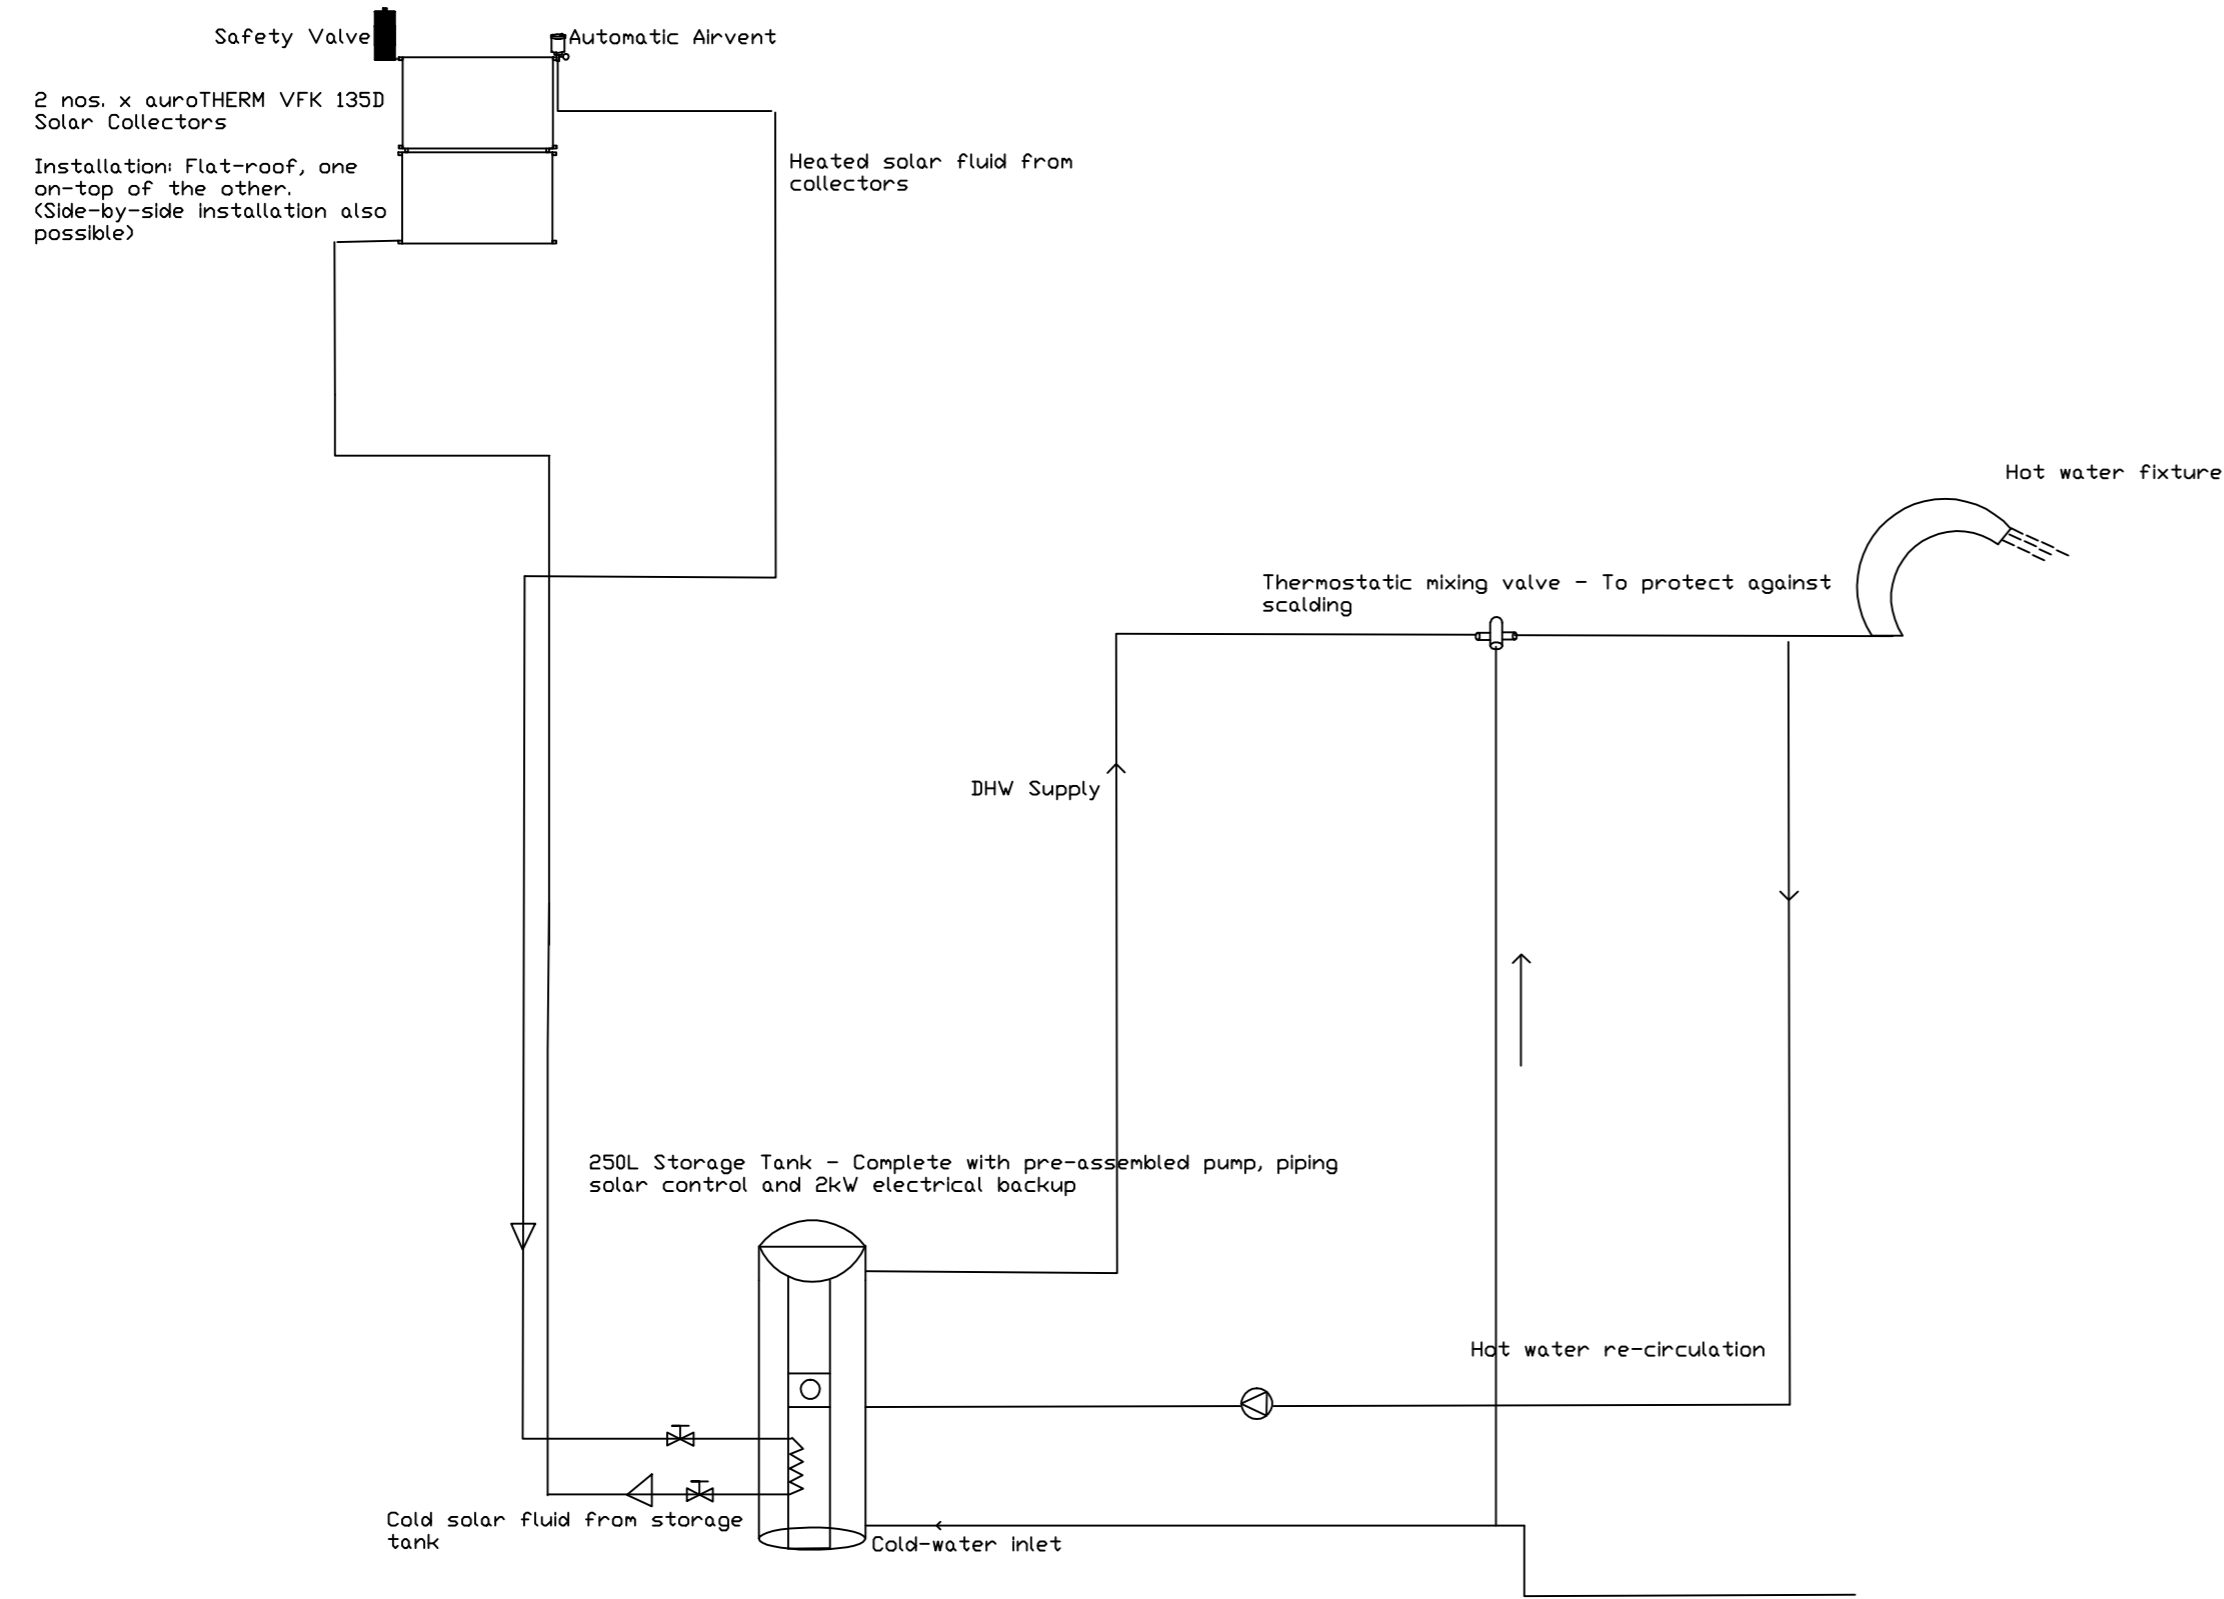 Safety Valve
Automatic Airvent
2 nos. x auroTHERM VFK 135D
Solar Collectors
Installation: Flat-roof, one
on-top of the other.
(Side-by-side installation also
possible)
Heated solar fluid from
collectors
Hot water fixture
Thermostatic mixing valve - To protect against
scalding
DHW Supply
250L Storage Tank - Complete with pre-assembled pump, piping
solar control and 2kW electrical backup
Hot water re-circulation
Cold solar fluid from storage
tank
Cold-water inlet